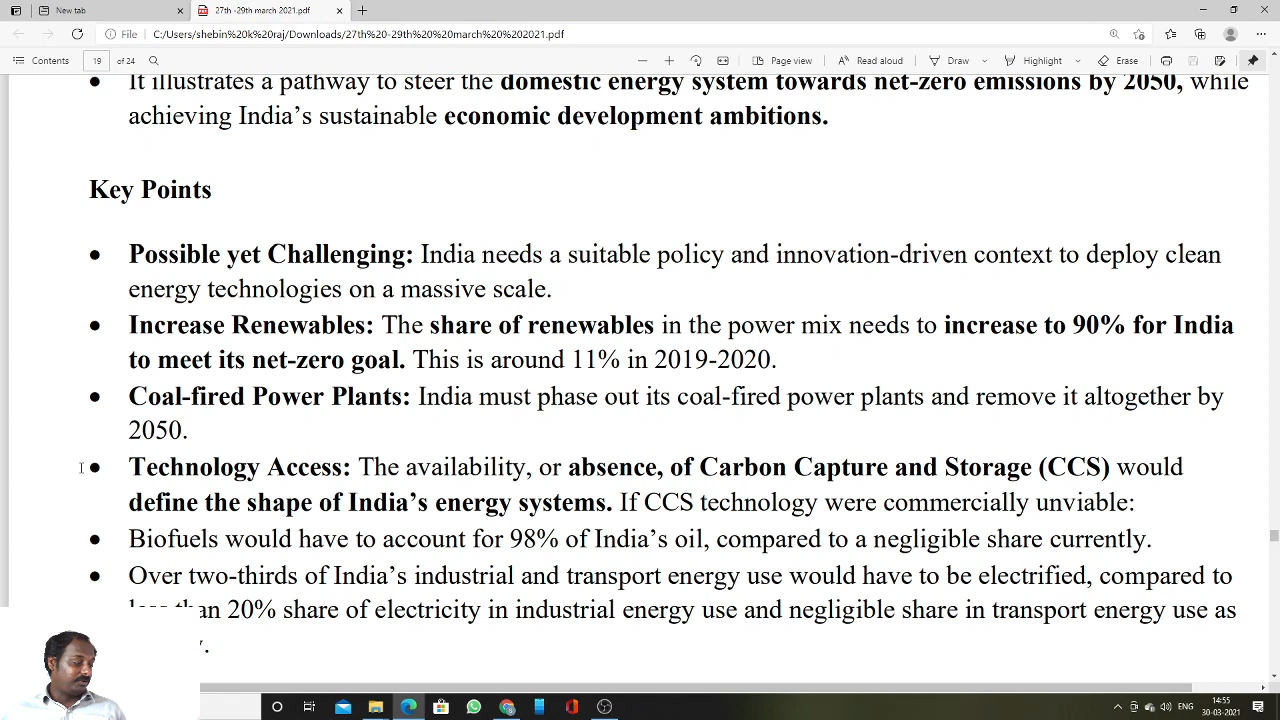 New tab
27th -29th march 2021.pdf
File
C:/Users/shebin%20k%20raj/Downloads/27th%20-29th%20%20march%20%202021.pdf
Contents
19 of 24
Page view
Read aloud
Draw
Highlight
Erase
It illustrates a pathway to steer the domestic energy system towards net-zero emissions by 2050, while
achieving India’s sustainable economic development ambitions.
Key Points
• Possible yet Challenging: India needs a suitable policy and innovation-driven context to deploy clean
energy technologies on a massive scale.
• Increase Renewables: The share of renewables in the power mix needs to increase to 90% for India
to meet its net-zero goal. This is around 11% in 2019-2020.
• Coal-fired Power Plants: India must phase out its coal-fired power plants and remove it altogether by
2050.
• Technology Access: The availability, or absence, of Carbon Capture and Storage (CCS) would
define the shape of India’s energy systems. If CCS technology were commercially unviable:
• Biofuels would have to account for 98% of India’s oil, compared to a negligible share currently.
• Over two-thirds of India’s industrial and transport energy use would have to be electrified, compared to
than 20% share of electricity in industrial energy use and negligible share in transport energy use as
ENG
14:55
30-03-2021